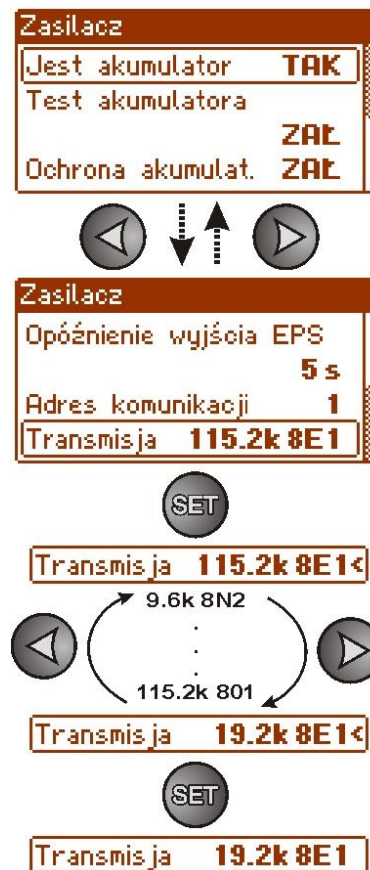 Zasilacz
Jest akumulator TAK
Test akumulatora
ZAŁ
Ochrona akumulat. ZAŁ
Zasilacz
Opóźnienie wyjścia EPS
5 s
Adres komunikacji 1
Transmisja 115.2k 8E1
SET
Transmisja 115.2k 8E1<
9.6k 8N2
.
.
.
115.2k 801
Transmisja 19.2k 8E1<
SET
Transmisja 19.2k 8E1